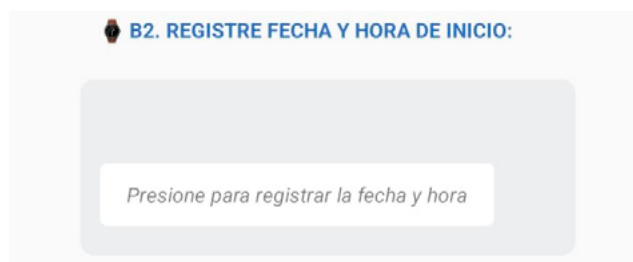 B2. REGISTRE FECHA Y HORA DE INICIO:
Presione para registrar la fecha y hora